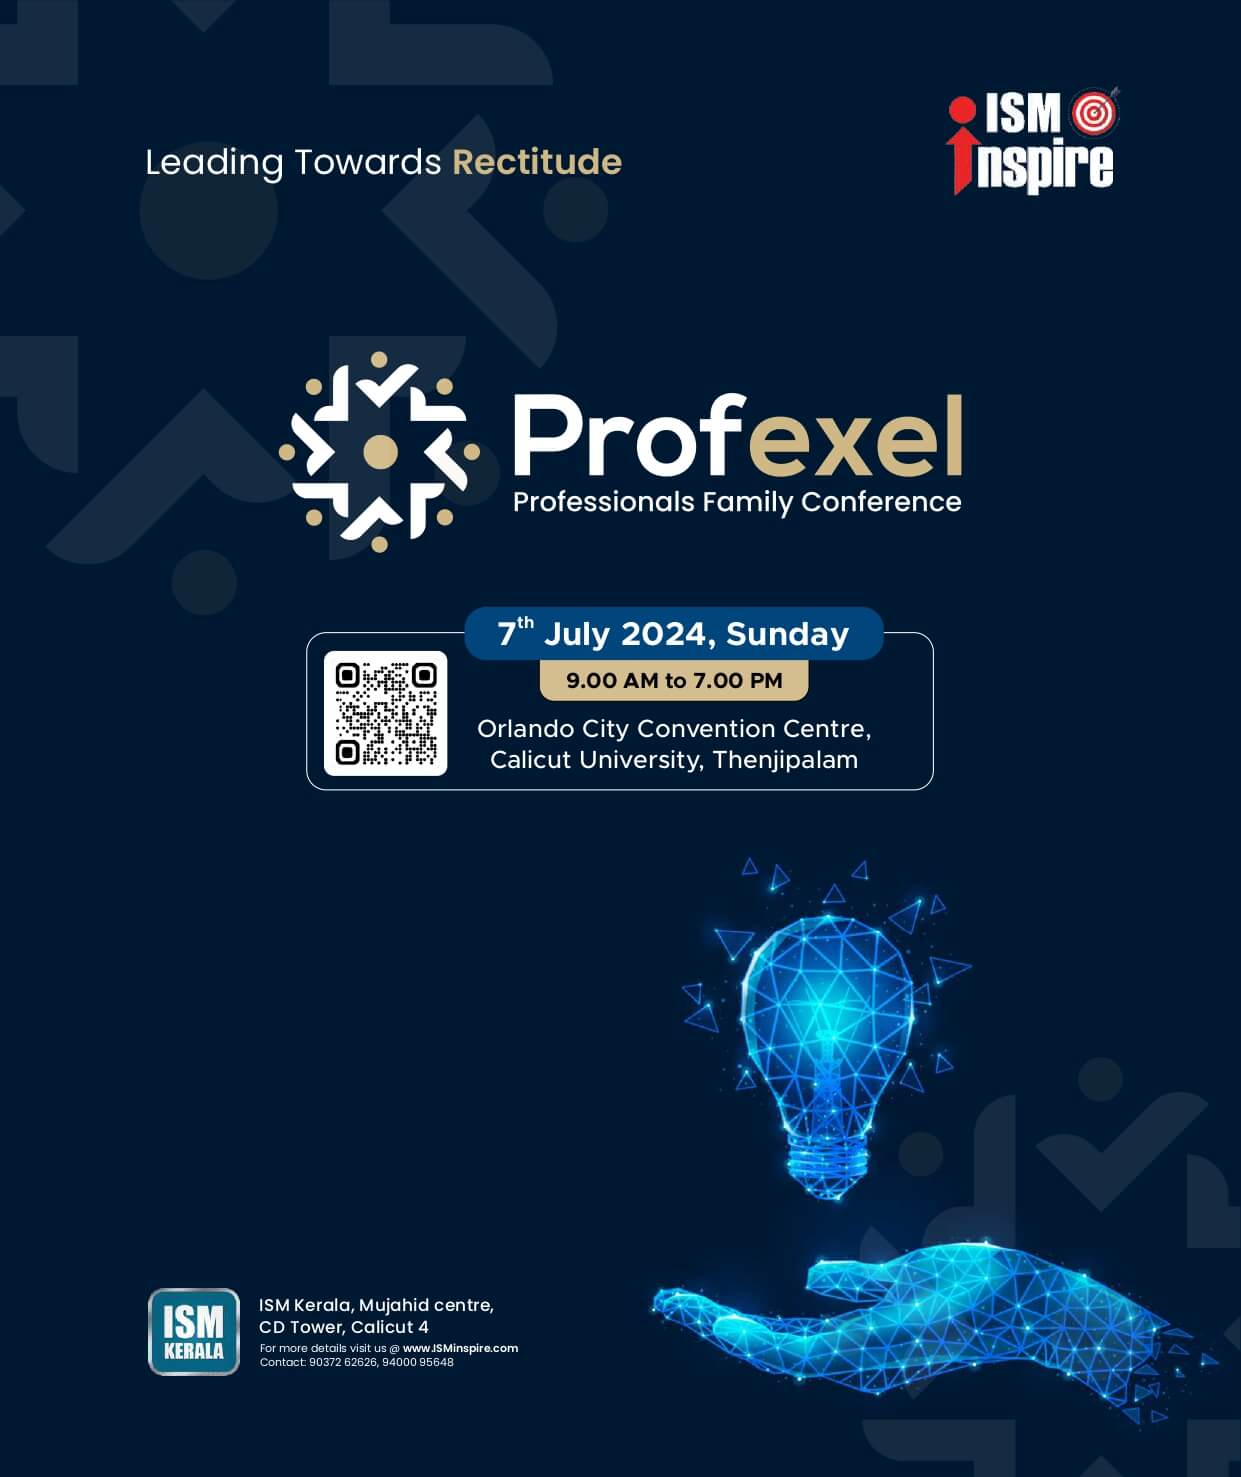 Leading Towards Rectitude
ISM
inspire
Profexel
Professionals Family Conference
7th July 2024, Sunday
9.00 AM to 7.00 PM
Orlando City Convention Centre,
Calicut University, Thenjipalam
ISM
KERALA
ISM Kerala, Mujahid centre,
CD Tower, Calicut 4
For more details visit us @ www.ISMinspire.com
Contact: 90372 62626, 94000 95648